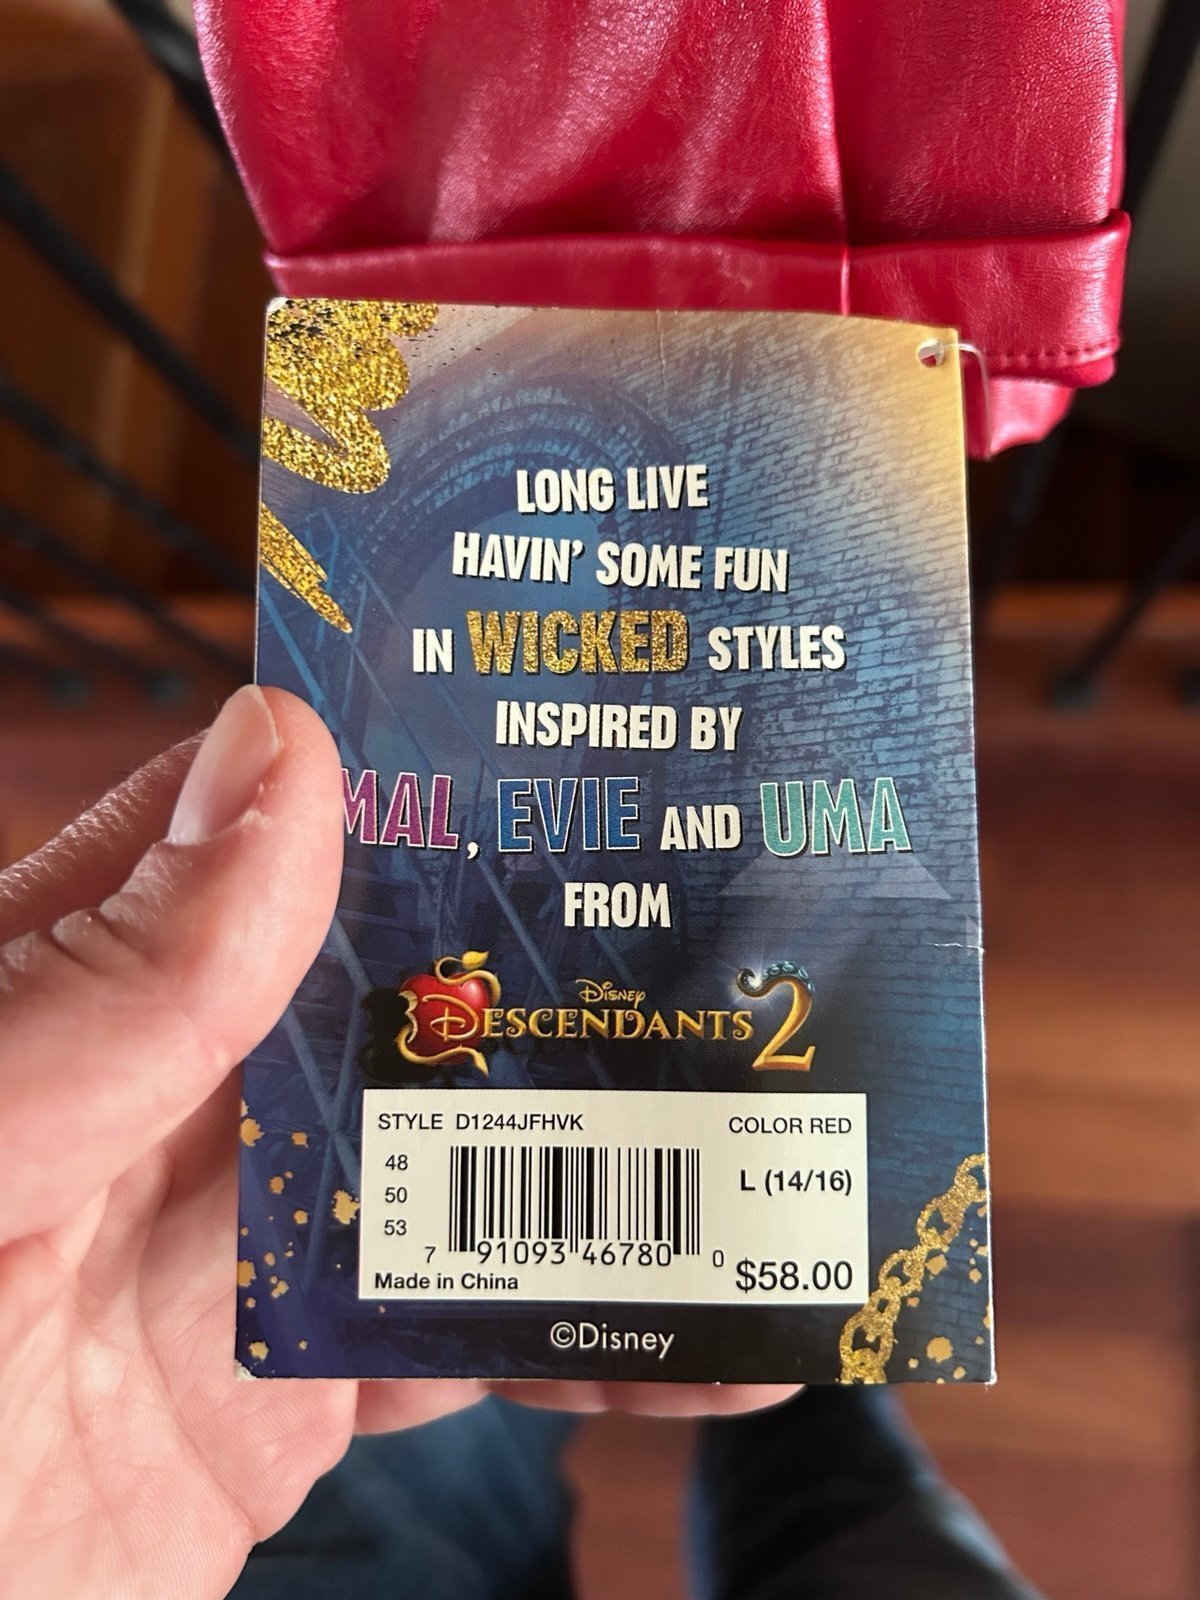 LONG LIVE
HAVIN' SOME FUN
IN WICKED STYLES
INSPIRED BY
MAL, EVIE AND UMA
FROM
DISNEY
DESCENDANTS 2
STYLE D1244JFHVK COLOR RED
48
50
53
L (14/16)
7 91093 46780 0
Made in China
$58.00
©Disney